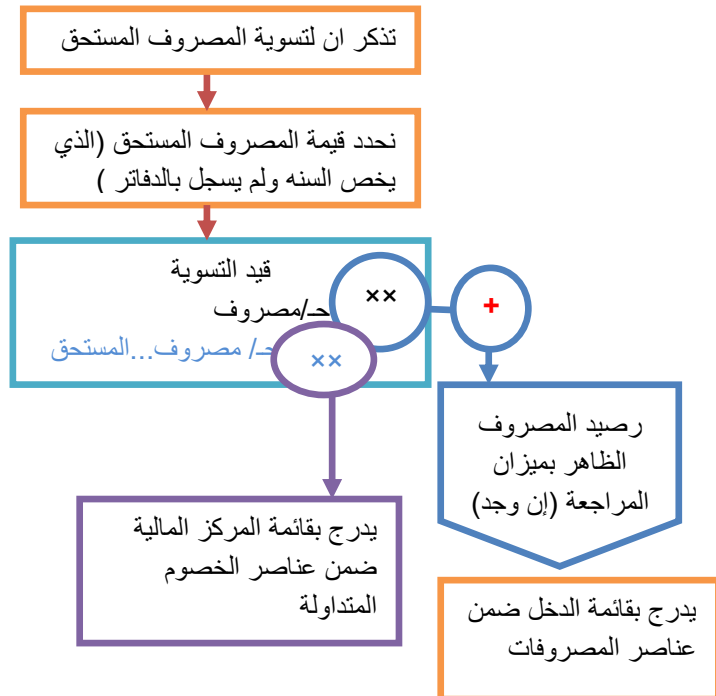 تذكر ان لتسوية المصروف المستحق
نحدد قيمة المصروف المستحق (الذي
يخص السنه ولم يسجل بالدفاتر )
قيد التسوية
×× حـ/مصروف
×× حـ/ مصروف...المستحق
+
رصيد المصروف
الظاهر بميزان
المراجعة (إن وجد)
يدرج بقائمة المركز المالية
ضمن عناصر الخصوم
المتداولة
يدرج بقائمة الدخل ضمن
عناصر المصروفات